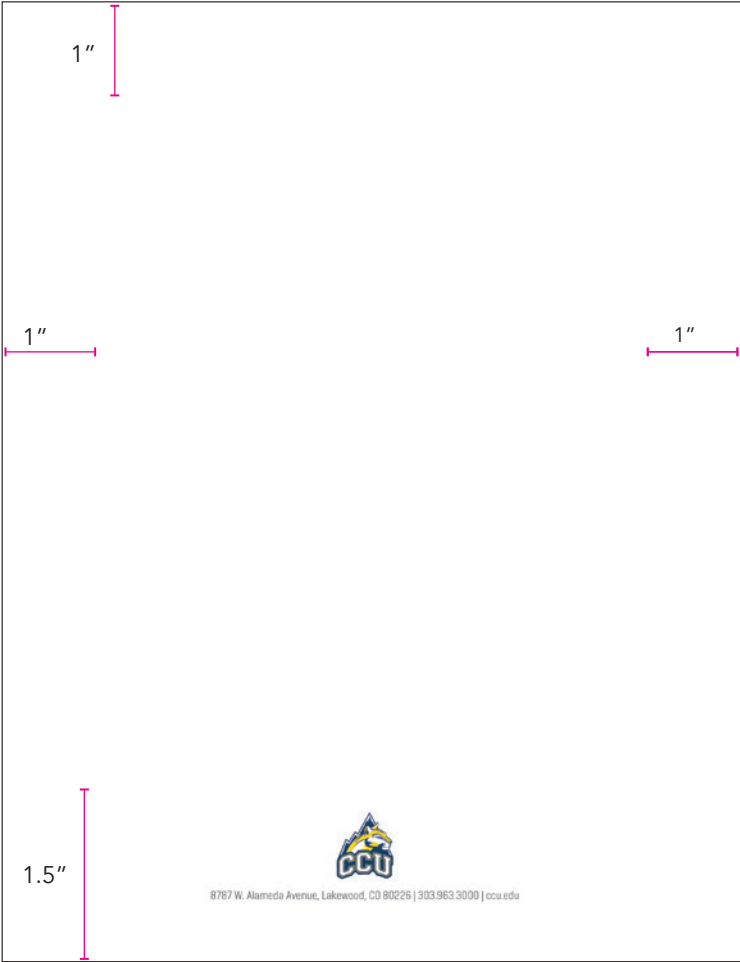 1”
1”
1”
1.5”
CCU
8787 W. Alameda Avenue, Lakewood, CO 80226 | 303.963.3000 | ccu.edu